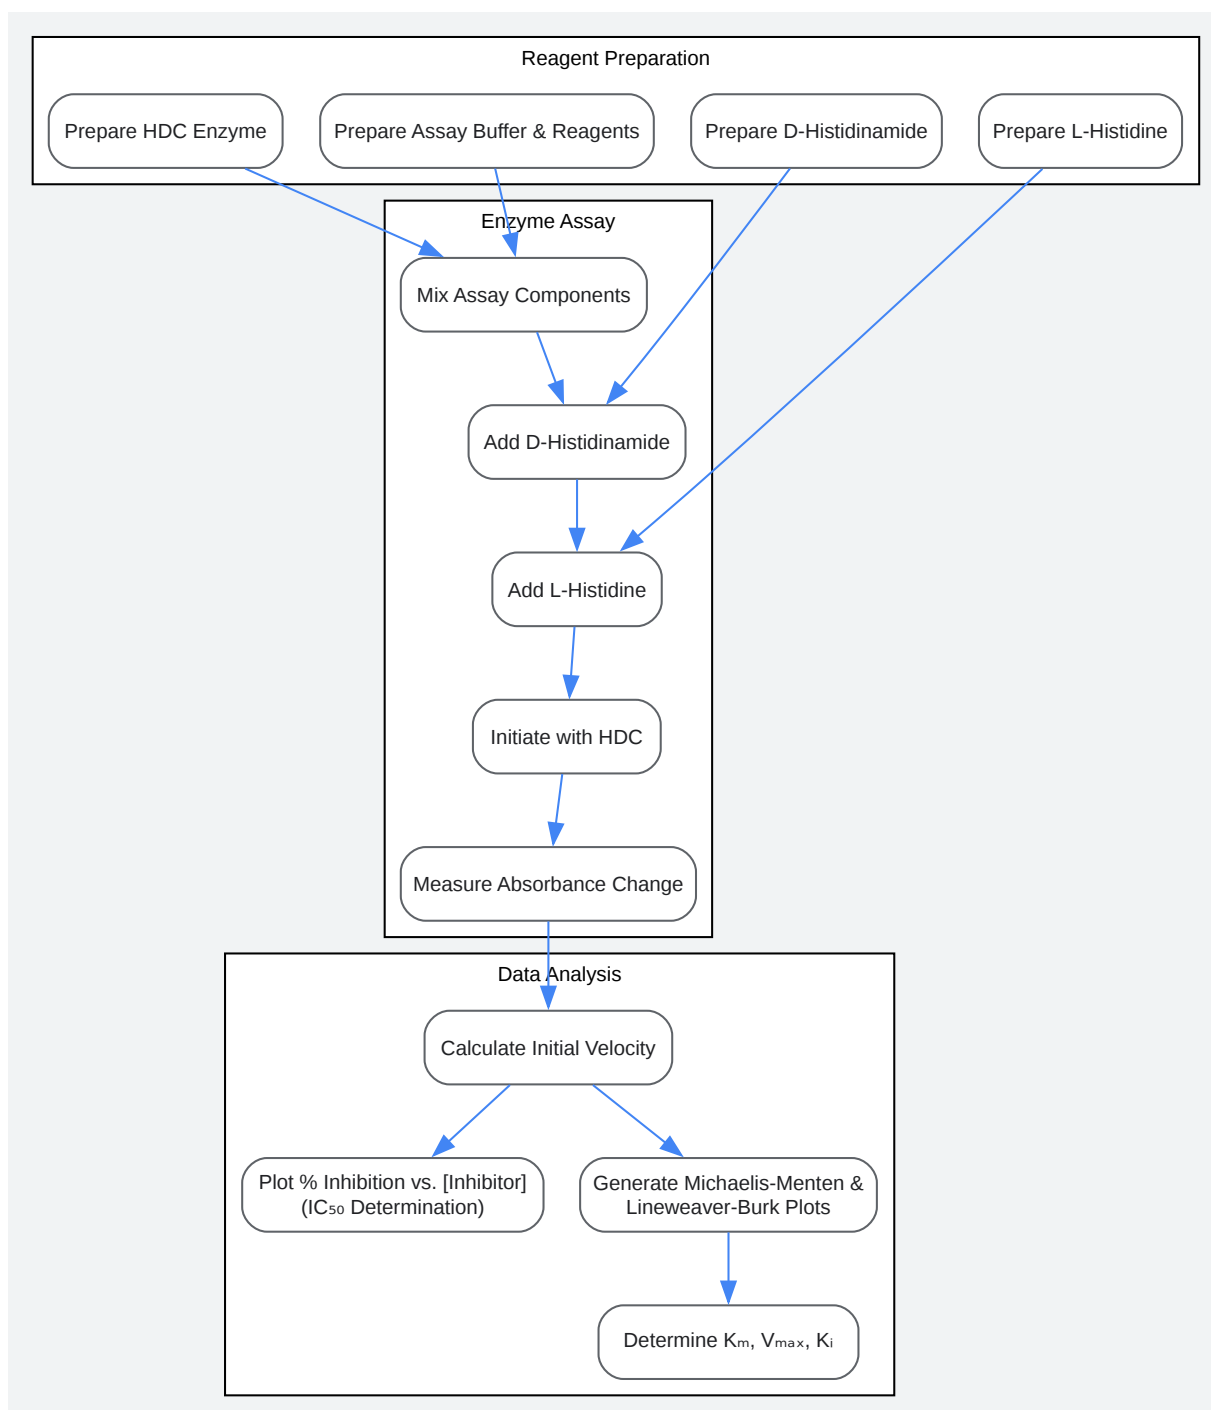 Reagent Preparation
Prepare HDC Enzyme
Prepare Assay Buffer & Reagents
Prepare D-Histidinamide
Prepare L-Histidine
Enzyme Assay
Mix Assay Components
Add D-Histidinamide
Add L-Histidine
Initiate with HDC
Measure Absorbance Change
Data Analysis
Calculate Initial Velocity
Plot % Inhibition vs. [Inhibitor]
(IC₅₀ Determination)
Generate Michaelis-Menten &
Lineweaver-Burk Plots
Determine Kₘ, Vₘₐₓ, Kᵢ